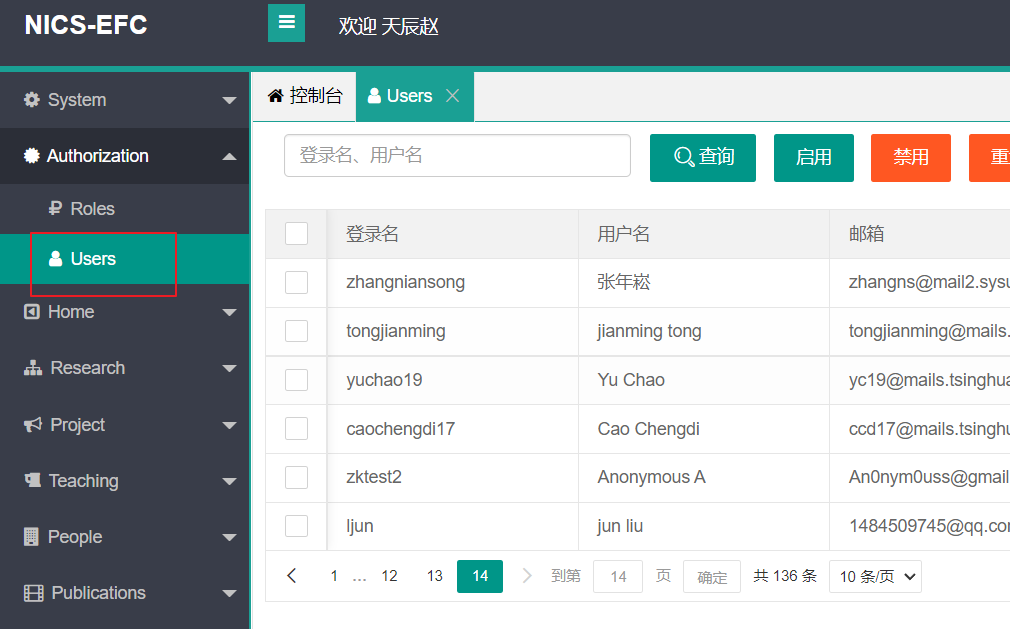 NICS-EFC
欢迎 天辰赵
System
Authorization
Roles
Users
Home
Research
Project
Teaching
People
Publications
控制台
Users
登录名、用户名
查询
启用
禁用
重
登录名 用户名 邮箱
zhangniansong 张年崧 zhangns@mail2.sysu
tongjianming jianming tong tongjianming@mails.
yuchao19 Yu Chao yc19@mails.tsinghua
caochengdi17 Cao Chengdi ccd17@mails.tsinghu
zktest2 Anonymous A An0nym0uss@gmail
ljun jun liu 1484509745@qq.com
1 ... 12 13 14 到第 14 页 确定 共 136 条 10 条/页